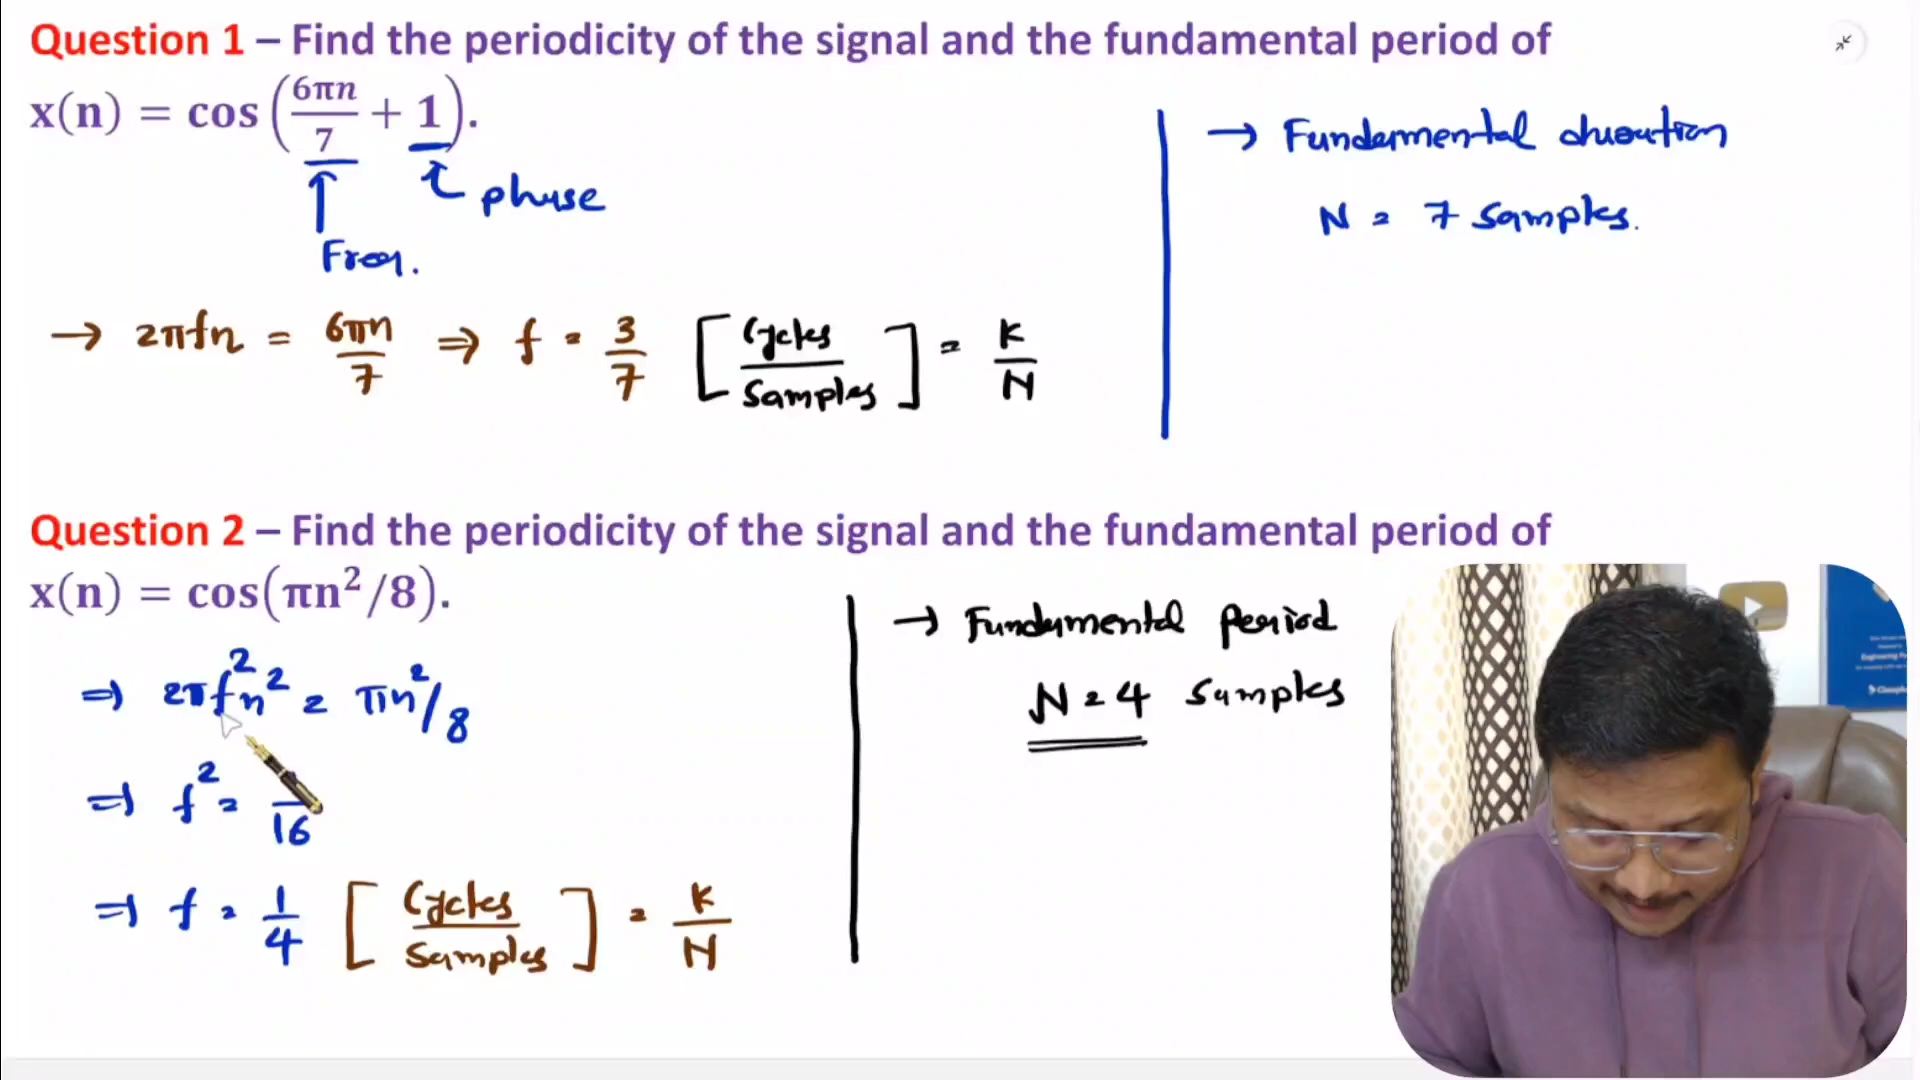 Question 1 – Find the periodicity of the signal and the fundamental period of
x(n) = cos(6πn/7 + 1).
phase
Freq.
→ 2πfn = 6πn/7 ⇒ f = 3/7 [Cycles/Samples] = K/N
→ Fundamental duration
N = 7 Samples.
Question 2 – Find the periodicity of the signal and the fundamental period of
x(n) = cos(πn²/8).
⇒ 2πf²n² = πn²/8
⇒ f² = /16
⇒ f = 1/4 [Cycles/Samples] = K/N
→ Fundamental Period
N = 4 Samples